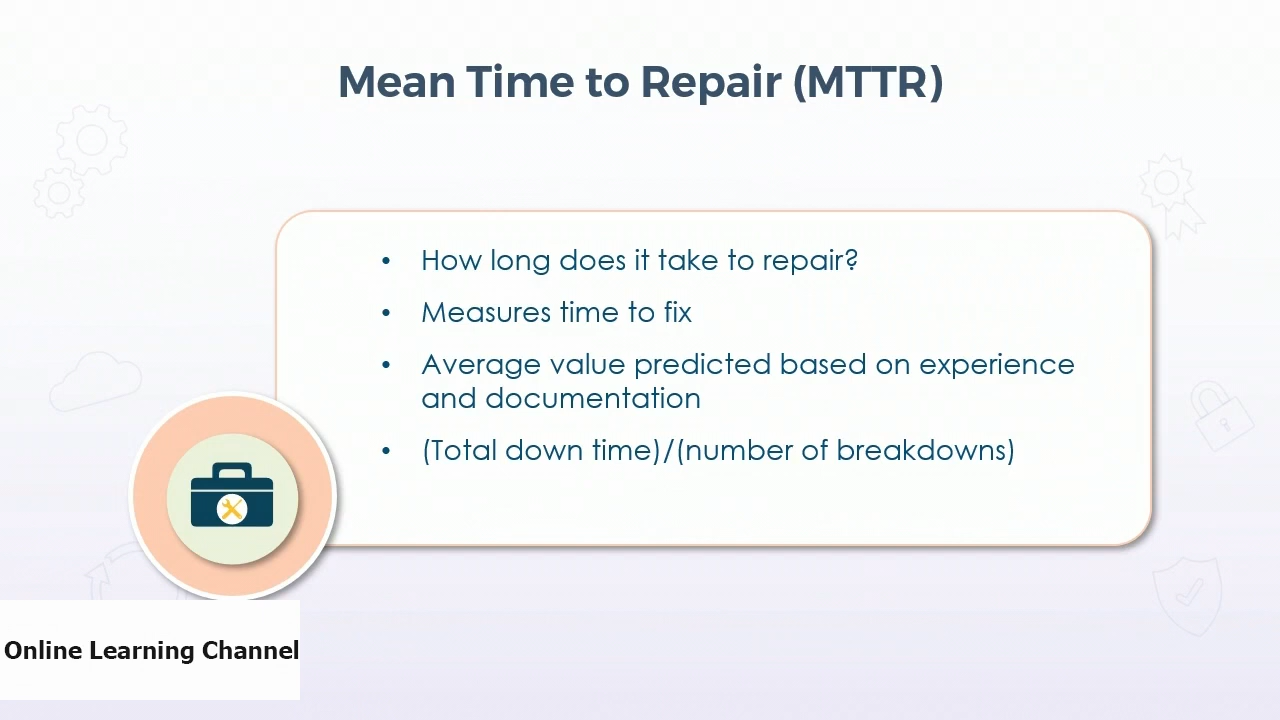 Mean Time to Repair (MTTR)
• How long does it take to repair?
• Measures time to fix
• Average value predicted based on experience
and documentation
• (Total down time)/(number of breakdowns)
Online Learning Channel